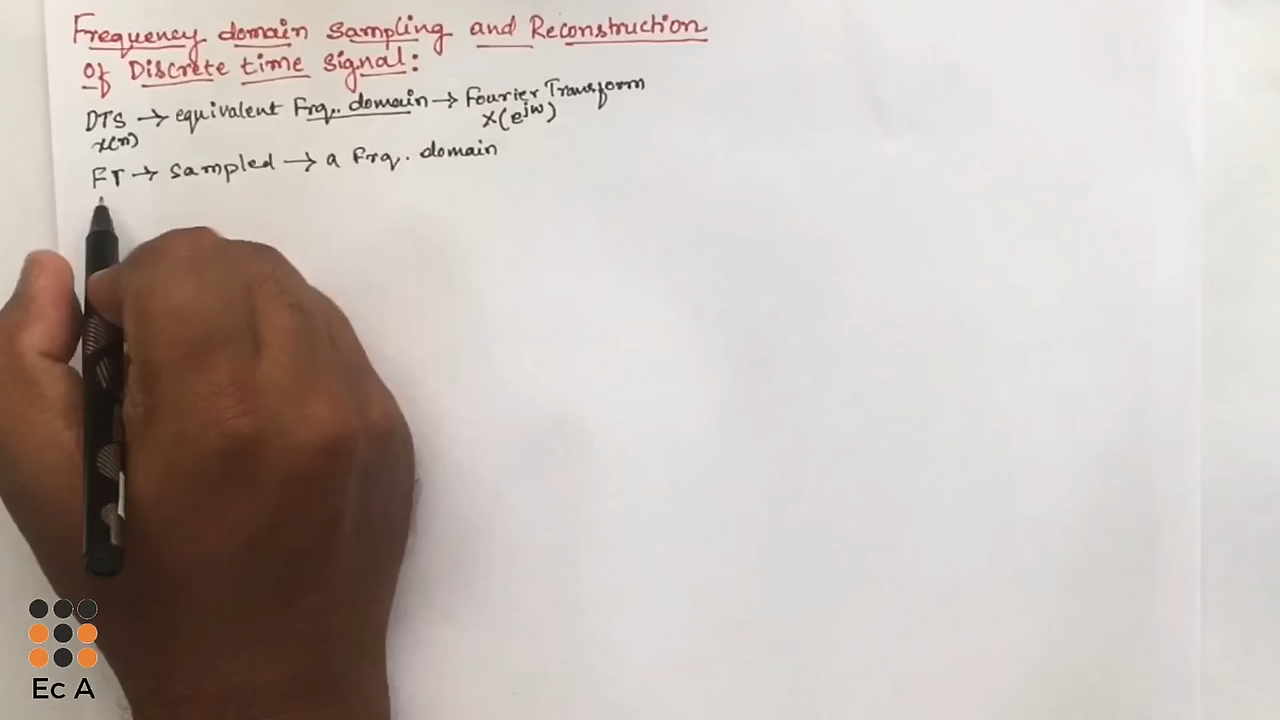 Frequency domain sampling and Reconstruction
of Discrete time signal:
DTS → equivalent Frq.. domain → Fourier Transform
x(n) X(e^jω)
FT → sampled → a frq. domain
Ec A